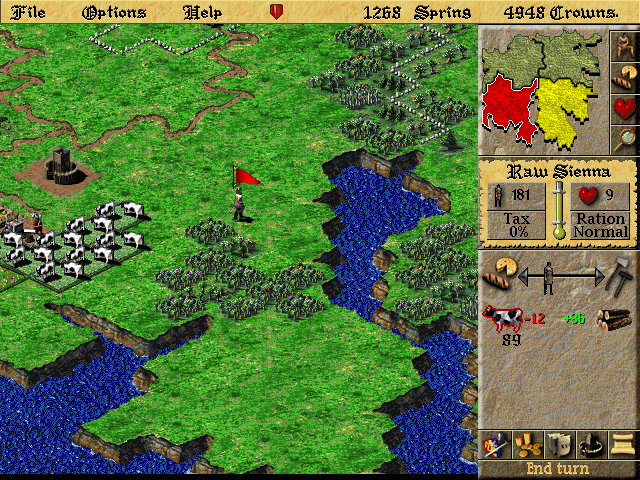 File Options Help 1268 Spring 4948 Crowns.
Raw Sienna
181 9
Tax Ration
0% Normal
-12 +36
89
End turn